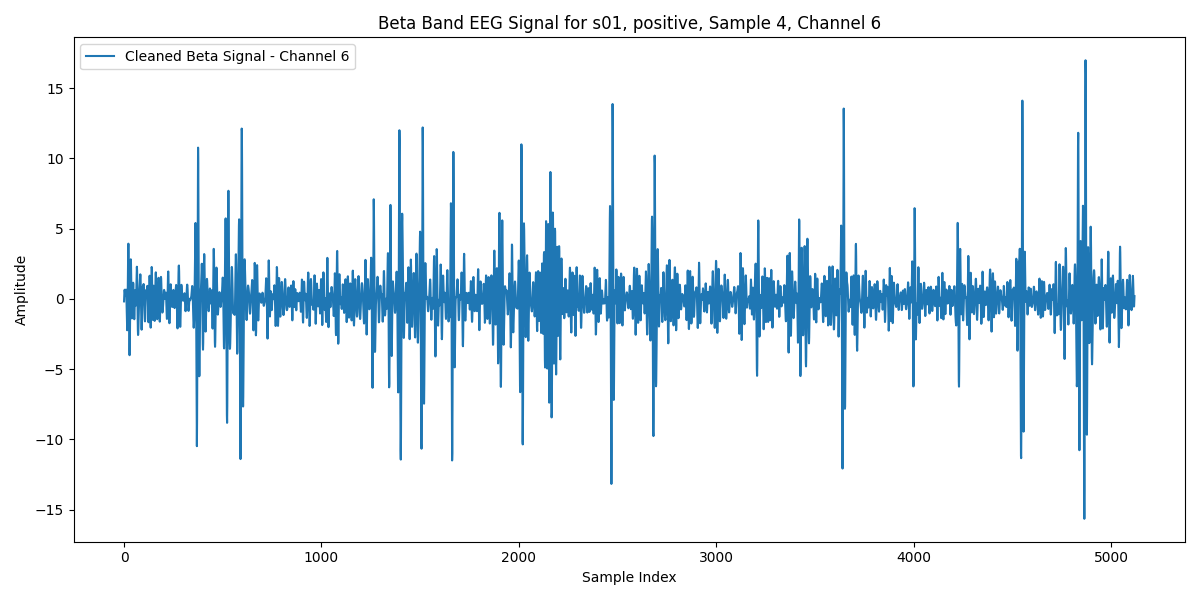 Beta Band EEG Signal for s01, positive, Sample 4, Channel 6
Cleaned Beta Signal - Channel 6
Amplitude
15
10
5
0
−5
−10
−15
0 1000 2000 3000 4000 5000
Sample Index